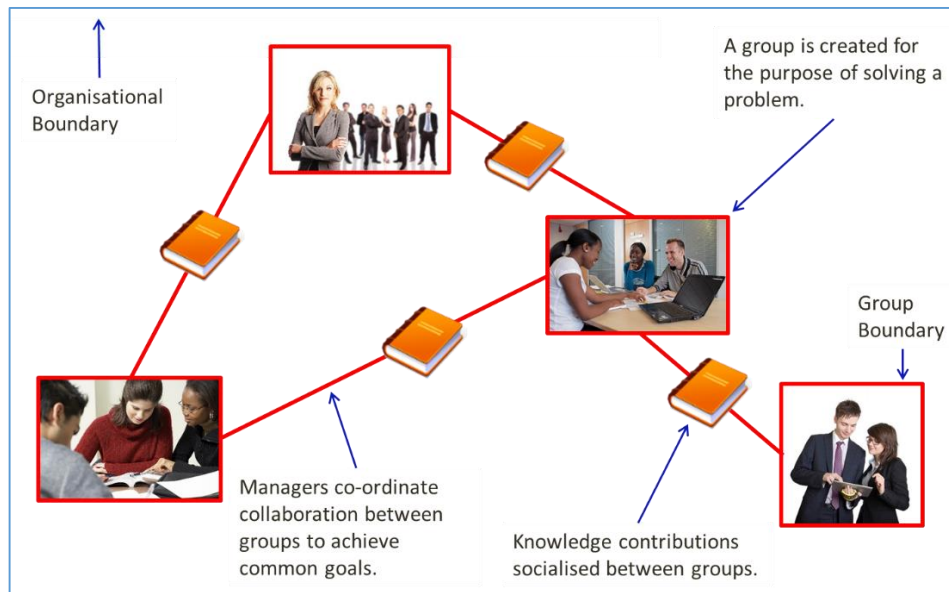 Organisational
Boundary
A group is created for
the purpose of solving a
problem.
Group
Boundary
Managers co-ordinate
collaboration between
groups to achieve
common goals.
Knowledge contributions
socialised between groups.